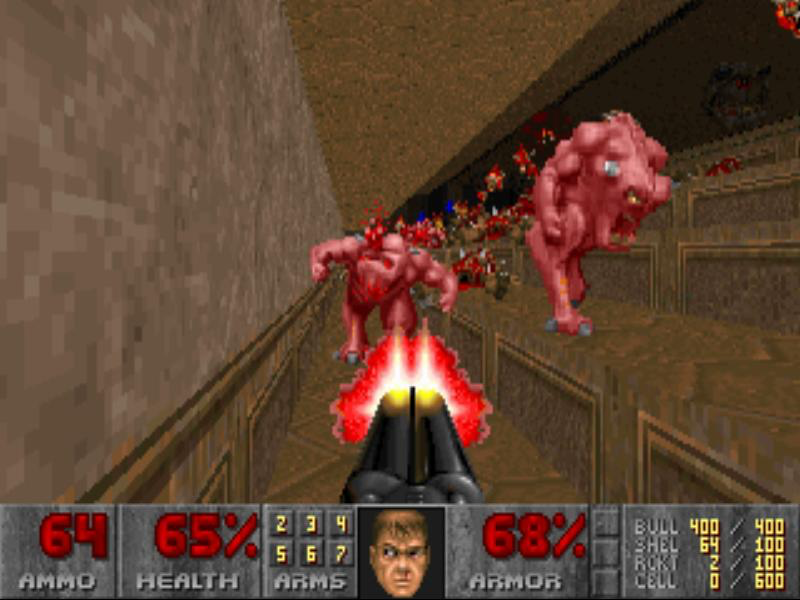 64 65% 2 3 4 68% BULL 400 / 400
SHEL 64 / 100
5 6 7 RCKT 2 / 100
AMMO HEALTH ARMS ARMOR CELL 0 / 600